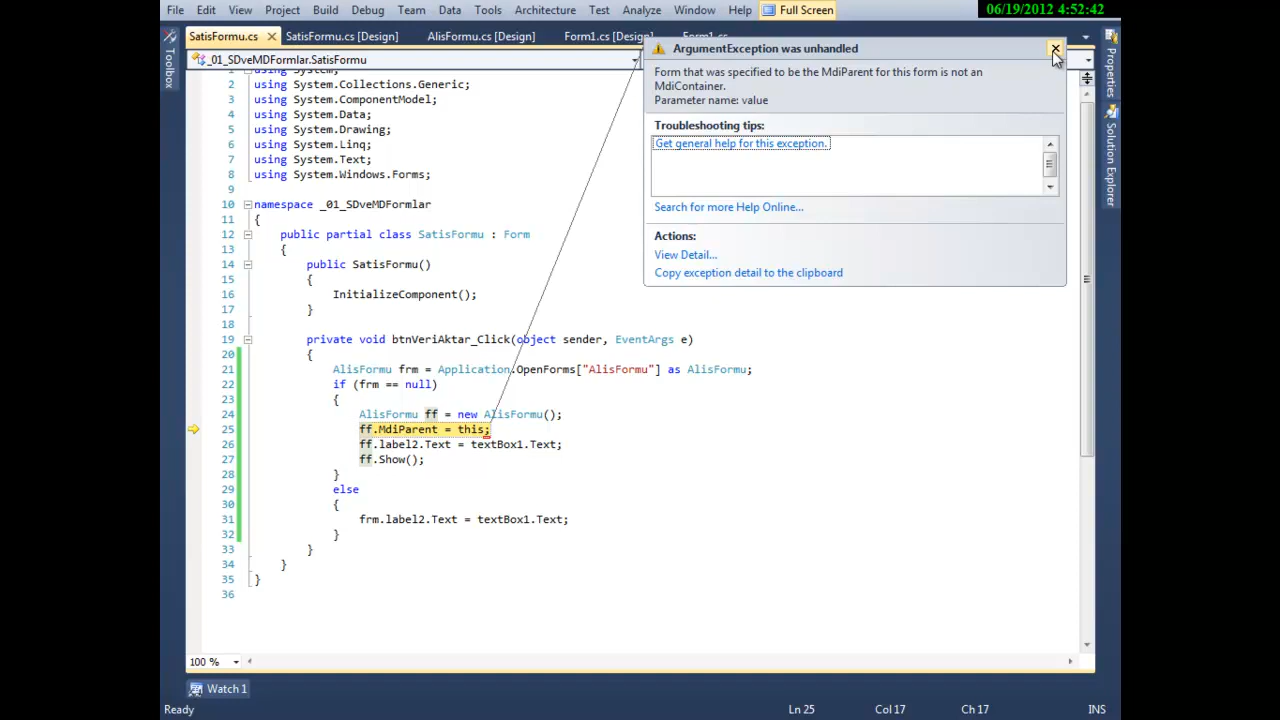 File Edit View Project Build Debug Team Data Tools Architecture Test Analyze Window Help Full Screen
06/19/2012 4:52:42
SatisFormu.cs SatisFormu.cs [Design] AlisFormu.cs [Design] Form1.cs [Design] Form1.cs
_01_SDveMDFormlar.SatisFormu
Toolbox
Properties
Solution Explorer
ArgumentException was unhandled
Form that was specified to be the MdiParent for this form is not an
MdiContainer.
Parameter name: value
Troubleshooting tips:
Get general help for this exception.
Search for more Help Online...
Actions:
View Detail...
Copy exception detail to the clipboard
1 using System;
2 using System.Collections.Generic;
3 using System.ComponentModel;
4 using System.Data;
5 using System.Drawing;
6 using System.Linq;
7 using System.Text;
8 using System.Windows.Forms;
9
10 namespace _01_SDveMDFormlar
11 {
12 public partial class SatisFormu : Form
13 {
14 public SatisFormu()
15 {
16 InitializeComponent();
17 }
18
19 private void btnVeriAktar_Click(object sender, EventArgs e)
20 {
21 AlisFormu frm = Application.OpenForms["AlisFormu"] as AlisFormu;
22 if (frm == null)
23 {
24 AlisFormu ff = new AlisFormu();
25 ff.MdiParent = this;
26 ff.label2.Text = textBox1.Text;
27 ff.Show();
28 }
29 else
30 {
31 frm.label2.Text = textBox1.Text;
32 }
33 }
34 }
35 }
36
100 %
Watch 1
Ready Ln 25 Col 17 Ch 17 INS